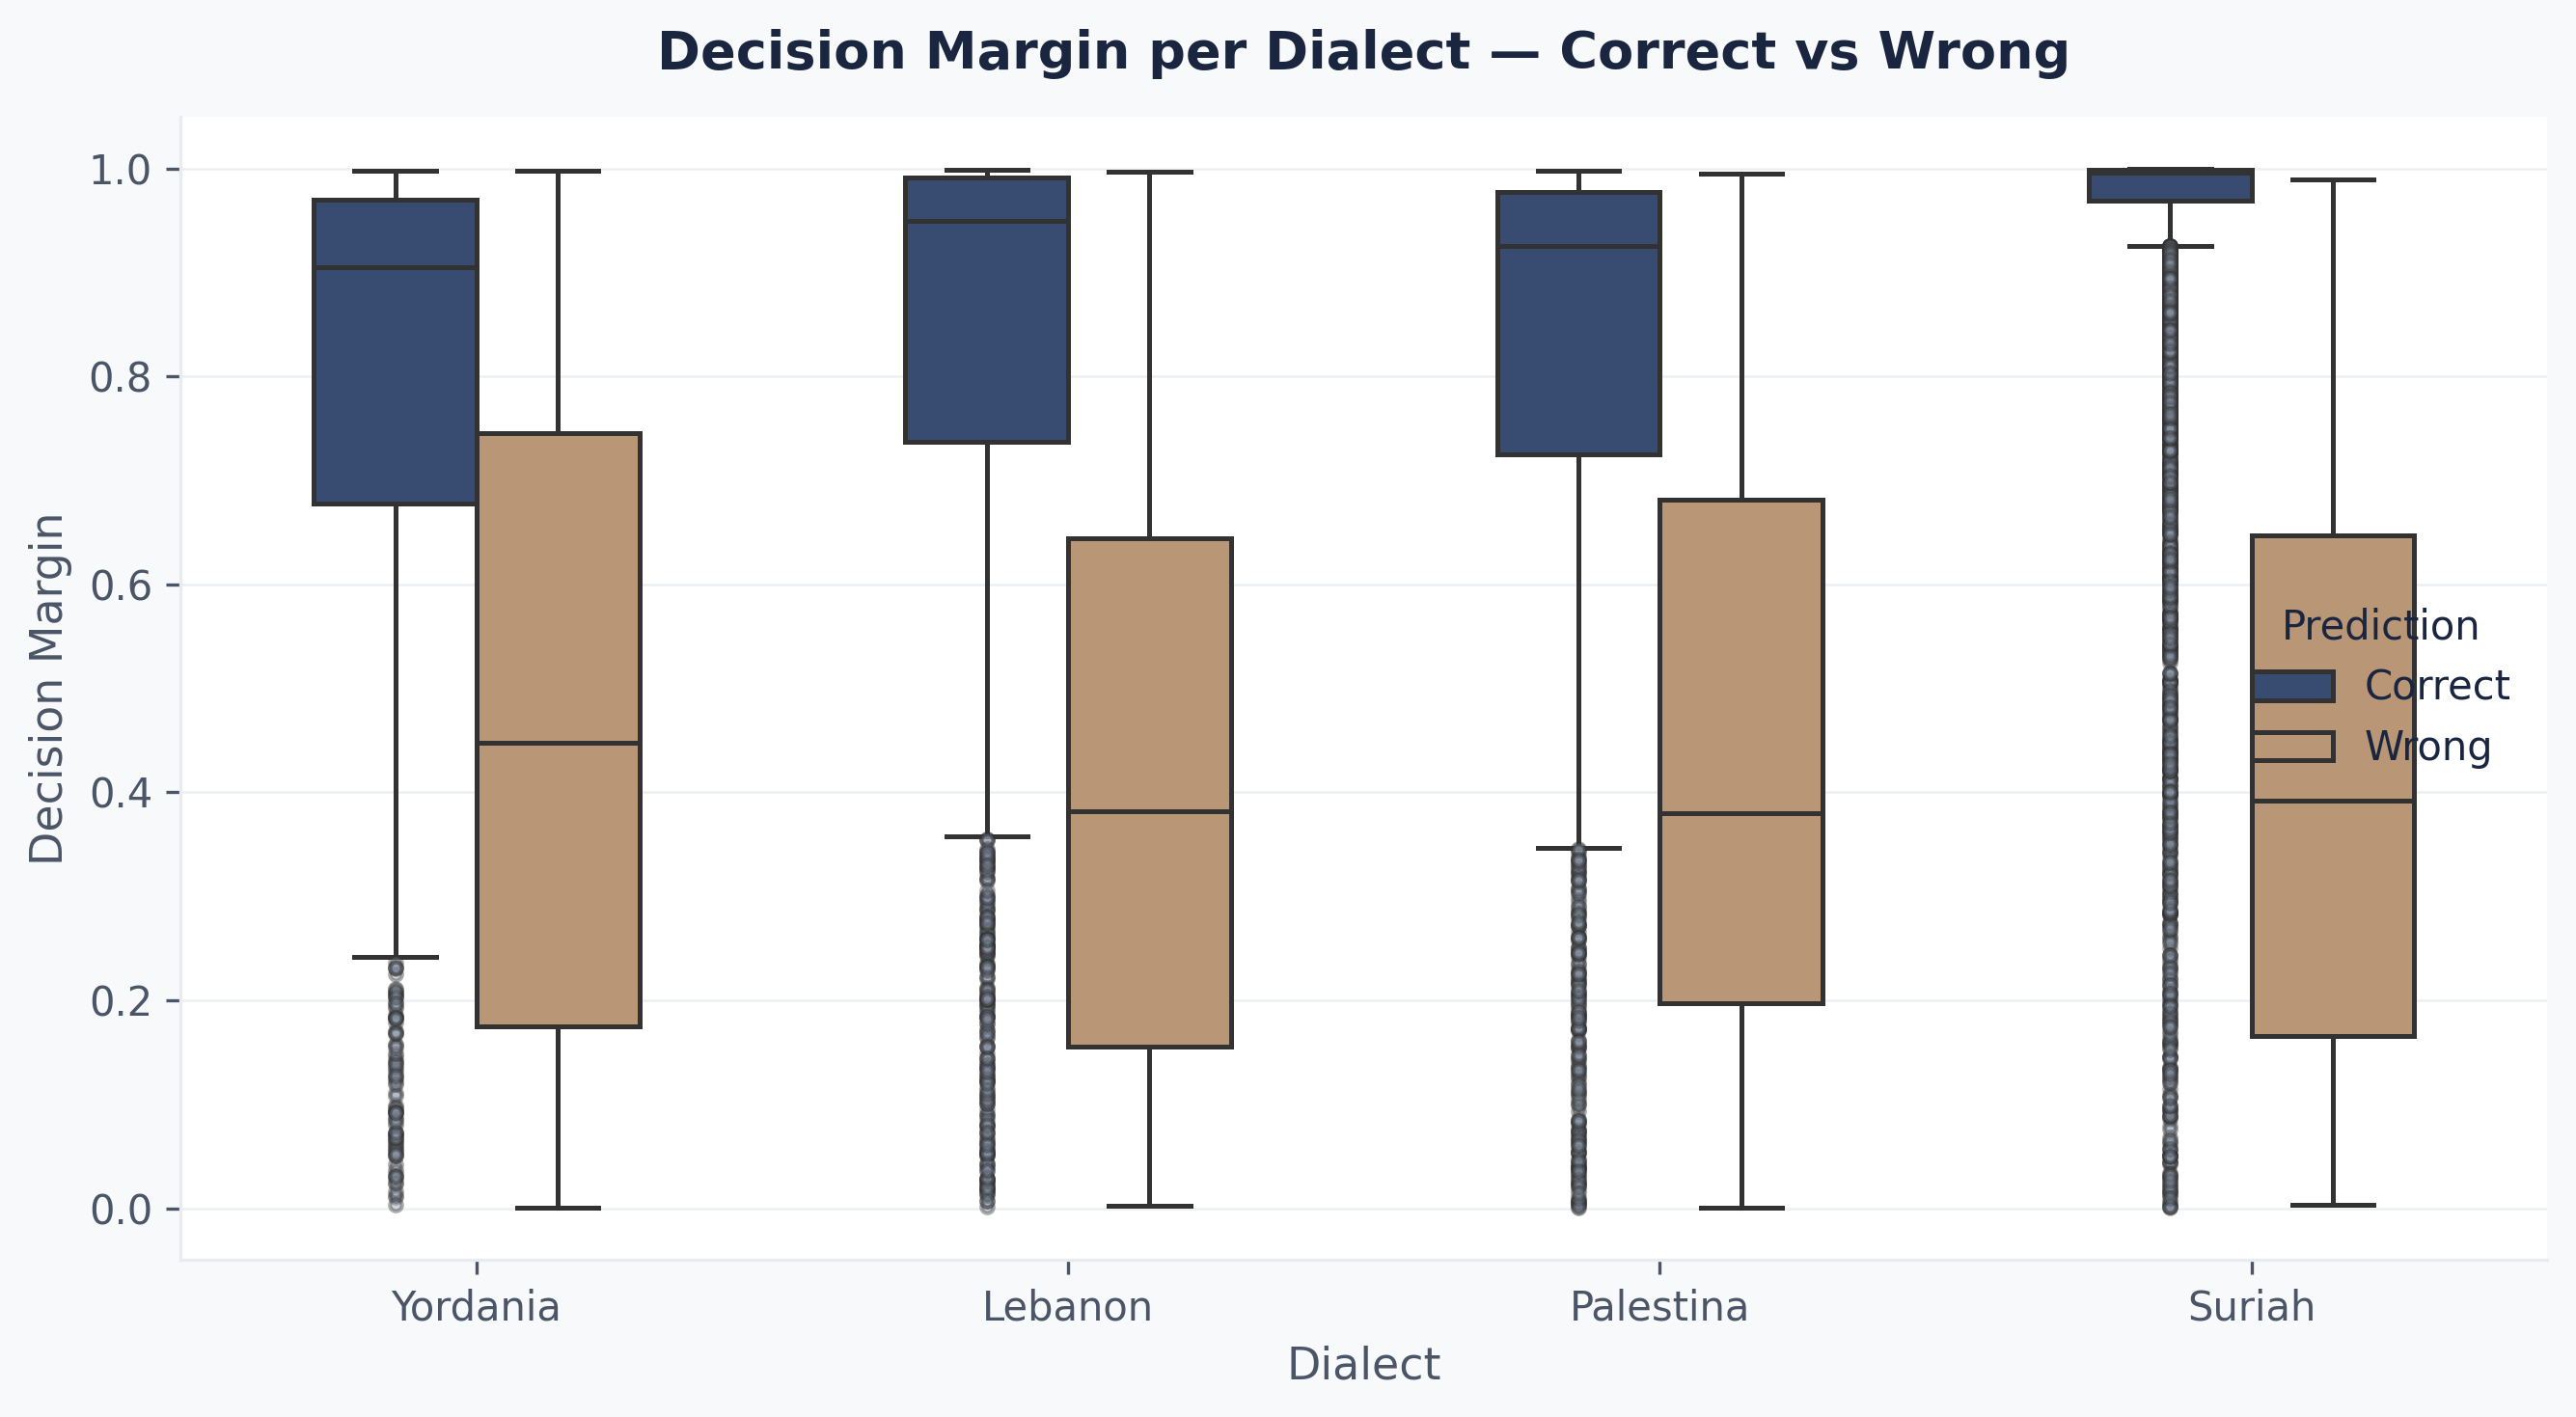 Decision Margin per Dialect — Correct vs Wrong
Decision Margin
1.0
0.8
0.6
0.4
0.2
0.0
Prediction
Correct
Wrong
Yordania
Lebanon
Palestina
Suriah
Dialect